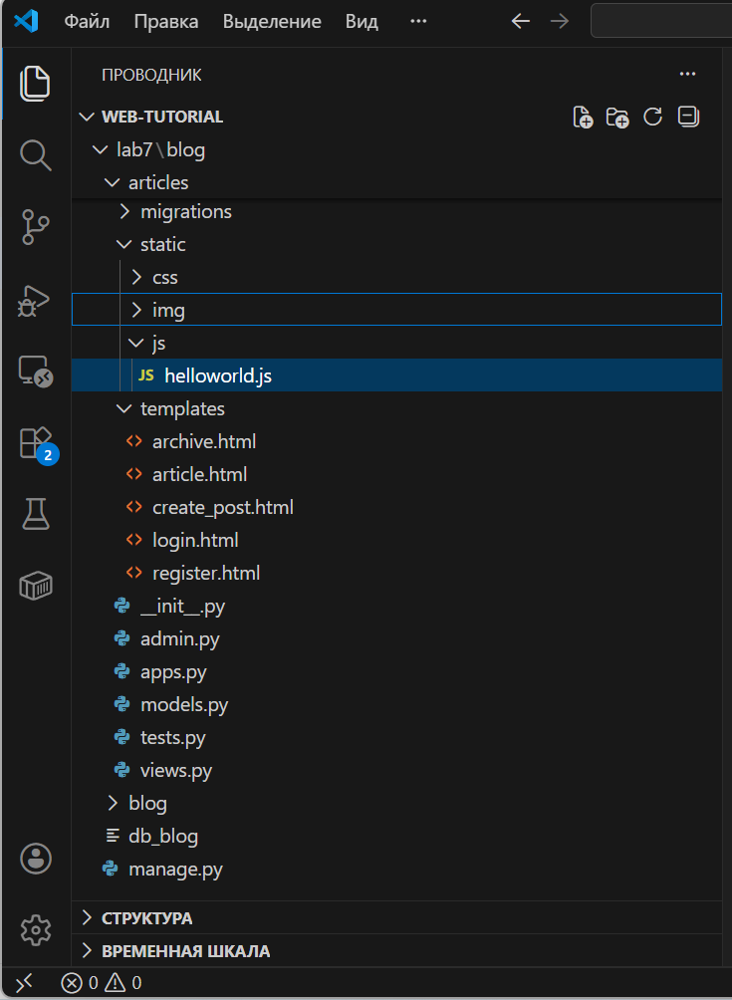 Файл Правка Выделение Вид ···
ПРОВОДНИК ···
WEB-TUTORIAL
lab7\blog
articles
migrations
static
css
img
js
JS helloworld.js
templates
archive.html
article.html
create_post.html
login.html
register.html
__init__.py
admin.py
apps.py
models.py
tests.py
views.py
blog
db_blog
manage.py
2
СТРУКТУРА
ВРЕМЕННАЯ ШКАЛА
0 0